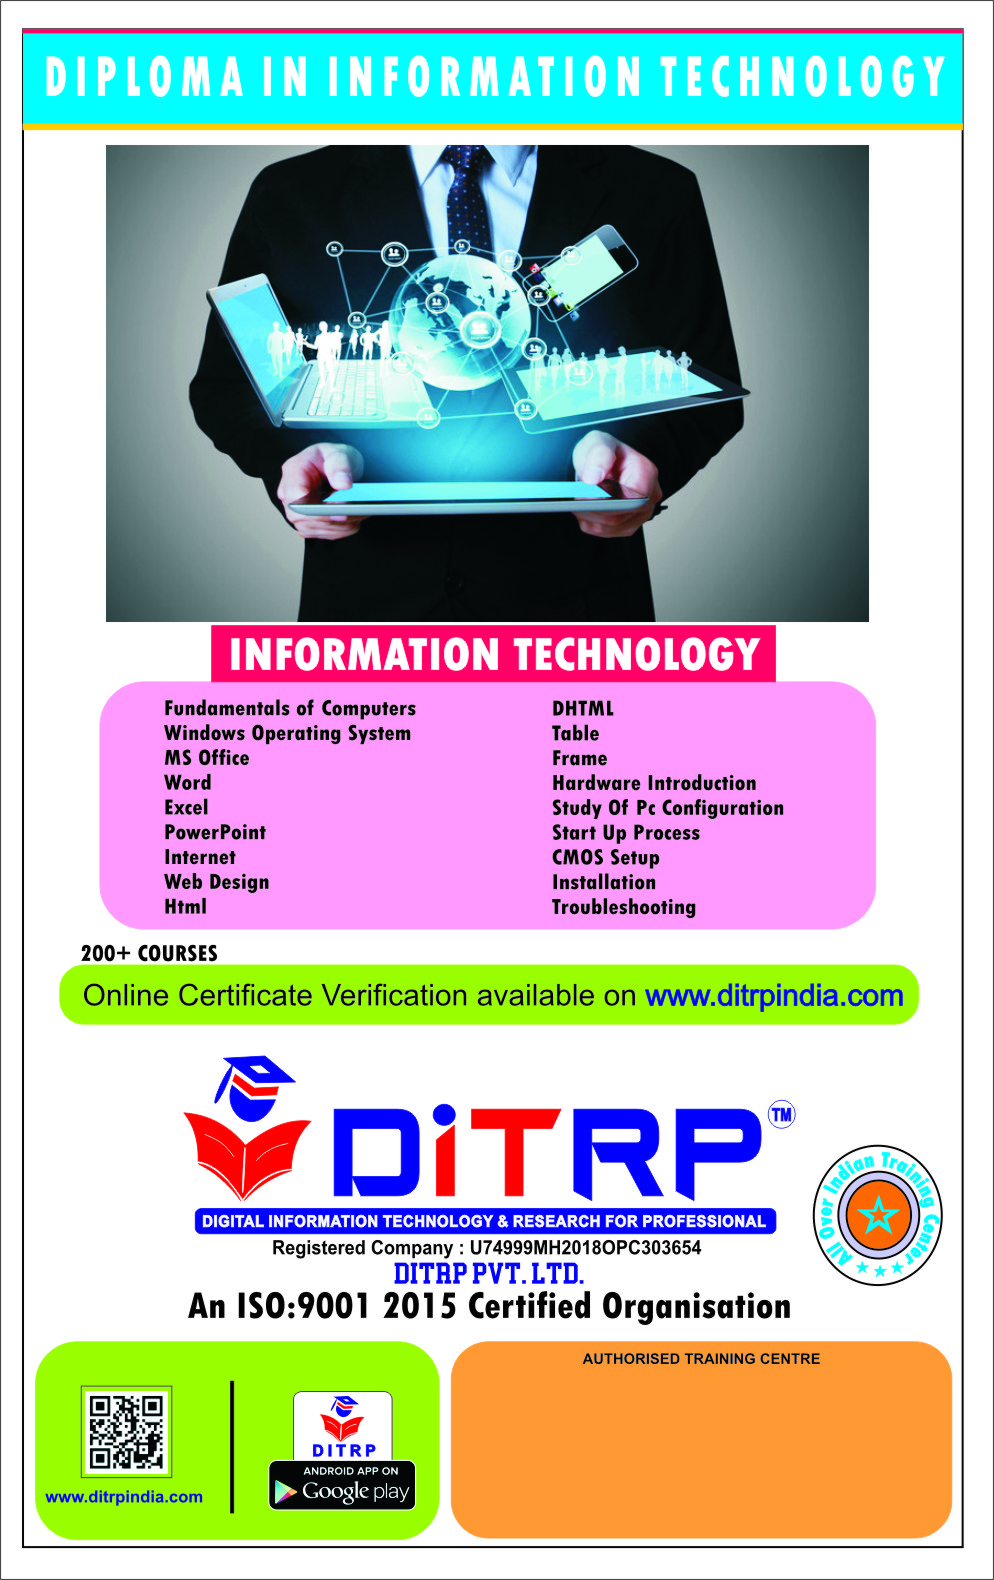 DIPLOMA IN INFORMATION TECHNOLOGY
INFORMATION TECHNOLOGY
Fundamentals of Computers
Windows Operating System
MS Office
Word
Excel
PowerPoint
Internet
Web Design
Html
DHTML
Table
Frame
Hardware Introduction
Study Of Pc Configuration
Start Up Process
CMOS Setup
Installation
Troubleshooting
200+ COURSES
Online Certificate Verification available on www.ditrpindia.com
DiTRP TM
DIGITAL INFORMATION TECHNOLOGY & RESEARCH FOR PROFESSIONAL
Registered Company : U74999MH2018OPC303654
DITRP PVT. LTD.
An ISO:9001 2015 Certified Organisation
All Over Indian Training Center
www.ditrpindia.com
DITRP
ANDROID APP ON
Google play
AUTHORISED TRAINING CENTRE